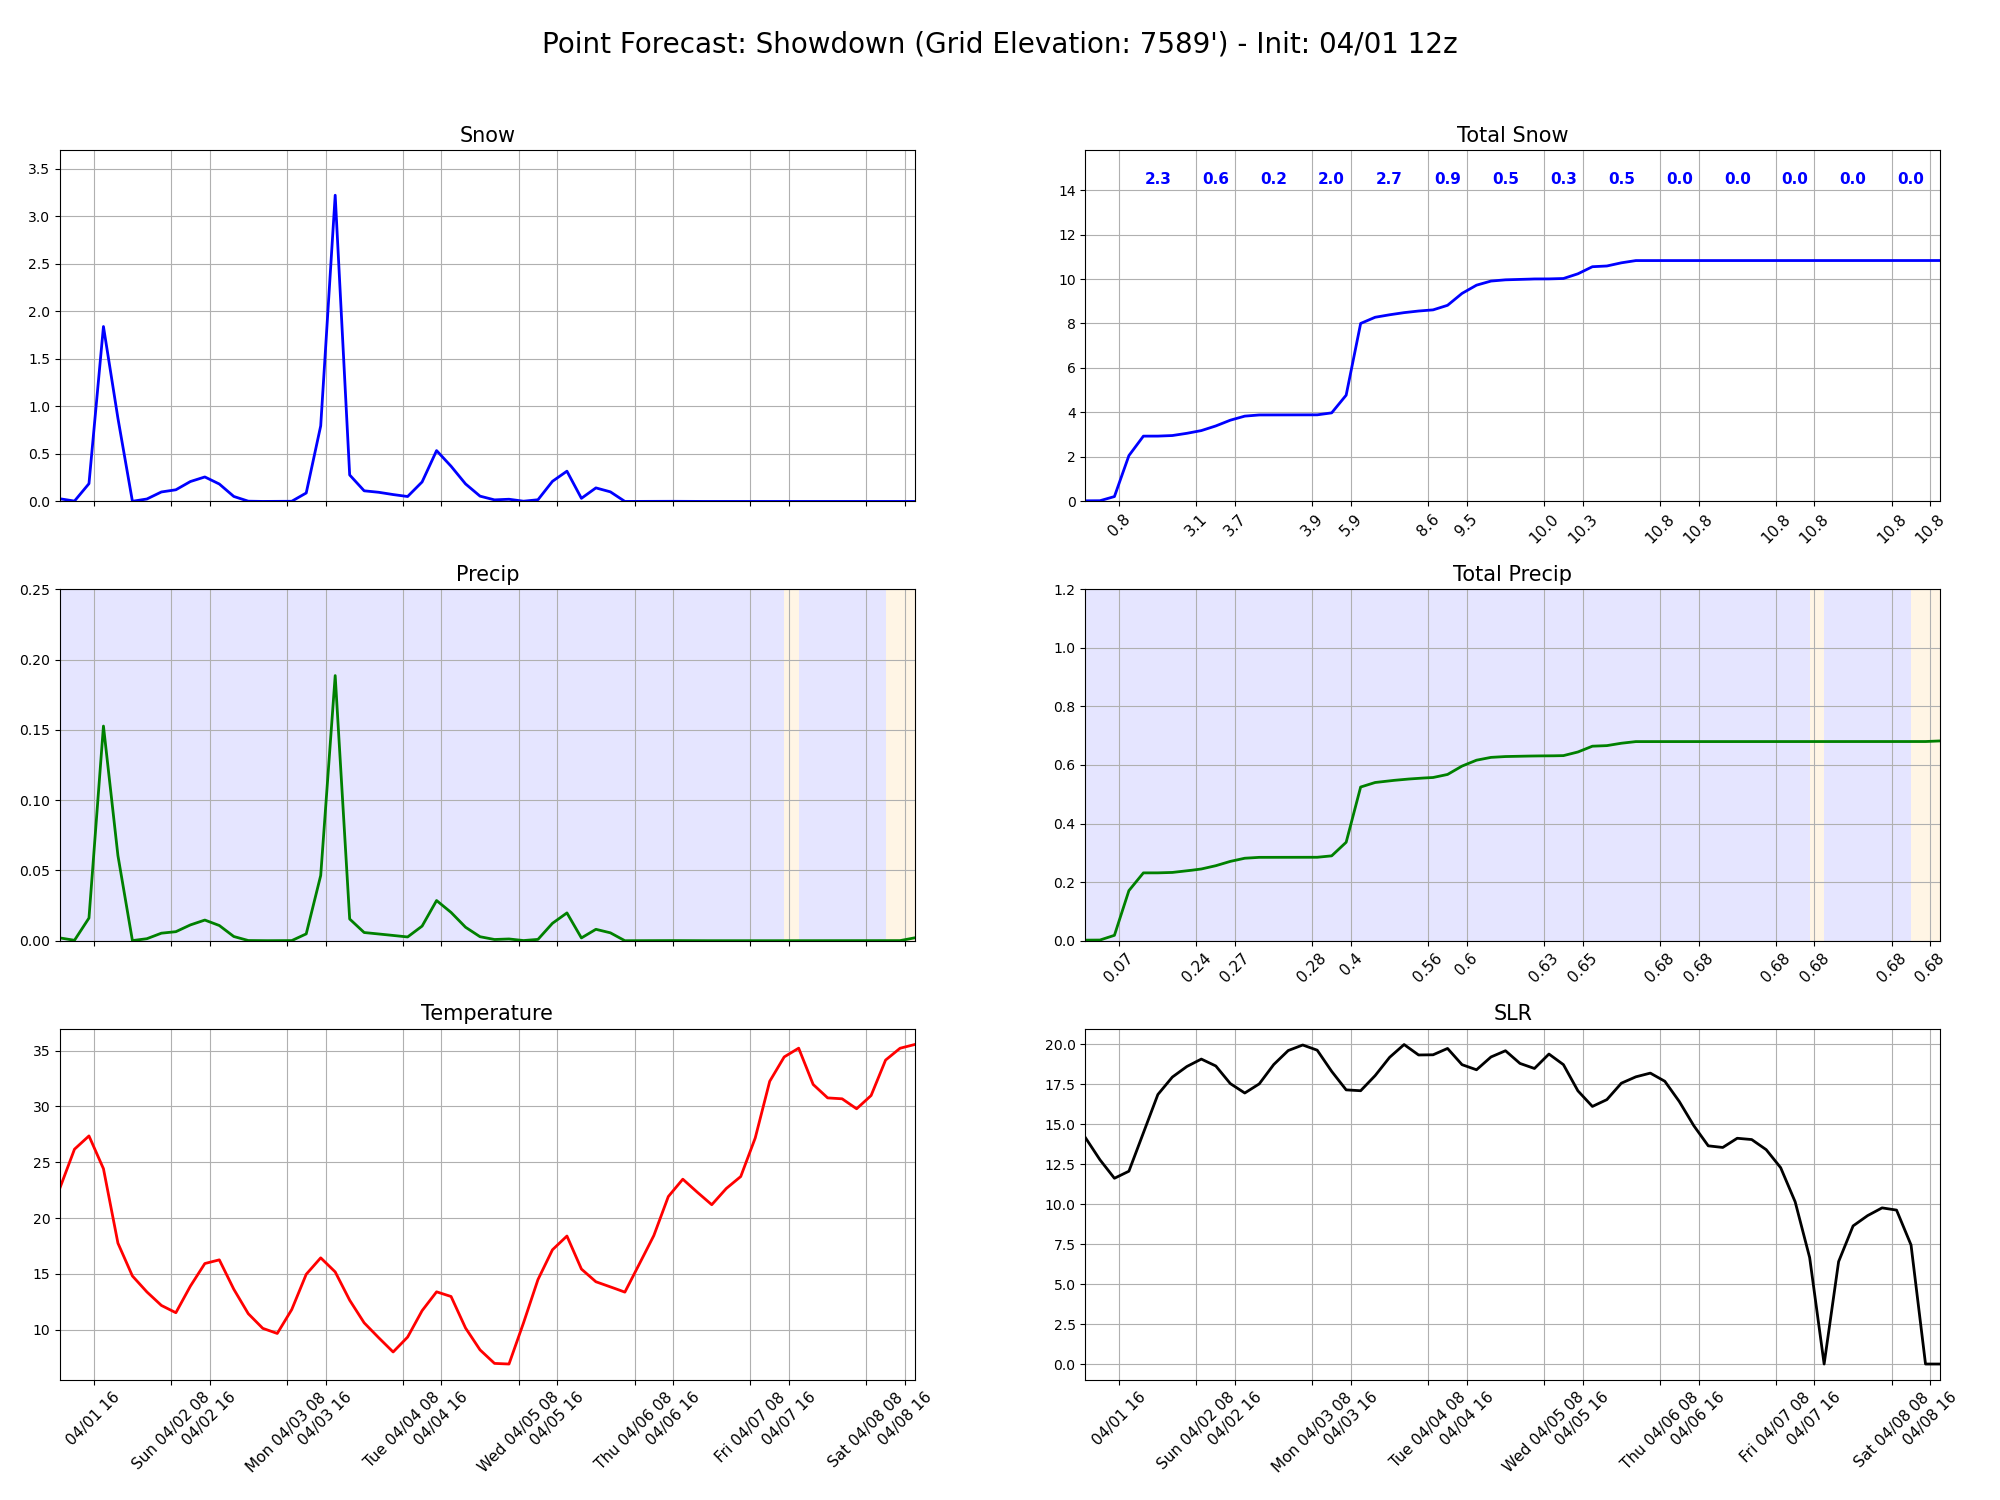 Point Forecast: Showdown (Grid Elevation: 7589') - Init: 04/01 12z
Snow
3.5
3.0
2.5
2.0
1.5
1.0
0.5
0.0
Total Snow
2.3 0.6 0.2 2.0 2.7 0.9 0.5 0.3 0.5 0.0 0.0 0.0 0.0 0.0
14
12
10
8
6
4
2
0
0.8 3.1 3.7 3.9 5.9 8.6 9.5 10.0 10.3 10.8 10.8 10.8 10.8 10.8 10.8
Precip
0.25
0.20
0.15
0.10
0.05
0.00
Total Precip
1.2
1.0
0.8
0.6
0.4
0.2
0.0
0.07 0.24 0.27 0.28 0.4 0.56 0.6 0.63 0.65 0.68 0.68 0.68 0.68 0.68 0.68
Temperature
35
30
25
20
15
10
04/01 16
Sun 04/02 08
04/02 16
Mon 04/03 08
04/03 16
Tue 04/04 08
04/04 16
Wed 04/05 08
04/05 16
Thu 04/06 08
04/06 16
Fri 04/07 08
04/07 16
Sat 04/08 08
04/08 16
SLR
20.0
17.5
15.0
12.5
10.0
7.5
5.0
2.5
0.0
04/01 16
Sun 04/02 08
04/02 16
Mon 04/03 08
04/03 16
Tue 04/04 08
04/04 16
Wed 04/05 08
04/05 16
Thu 04/06 08
04/06 16
Fri 04/07 08
04/07 16
Sat 04/08 08
04/08 16